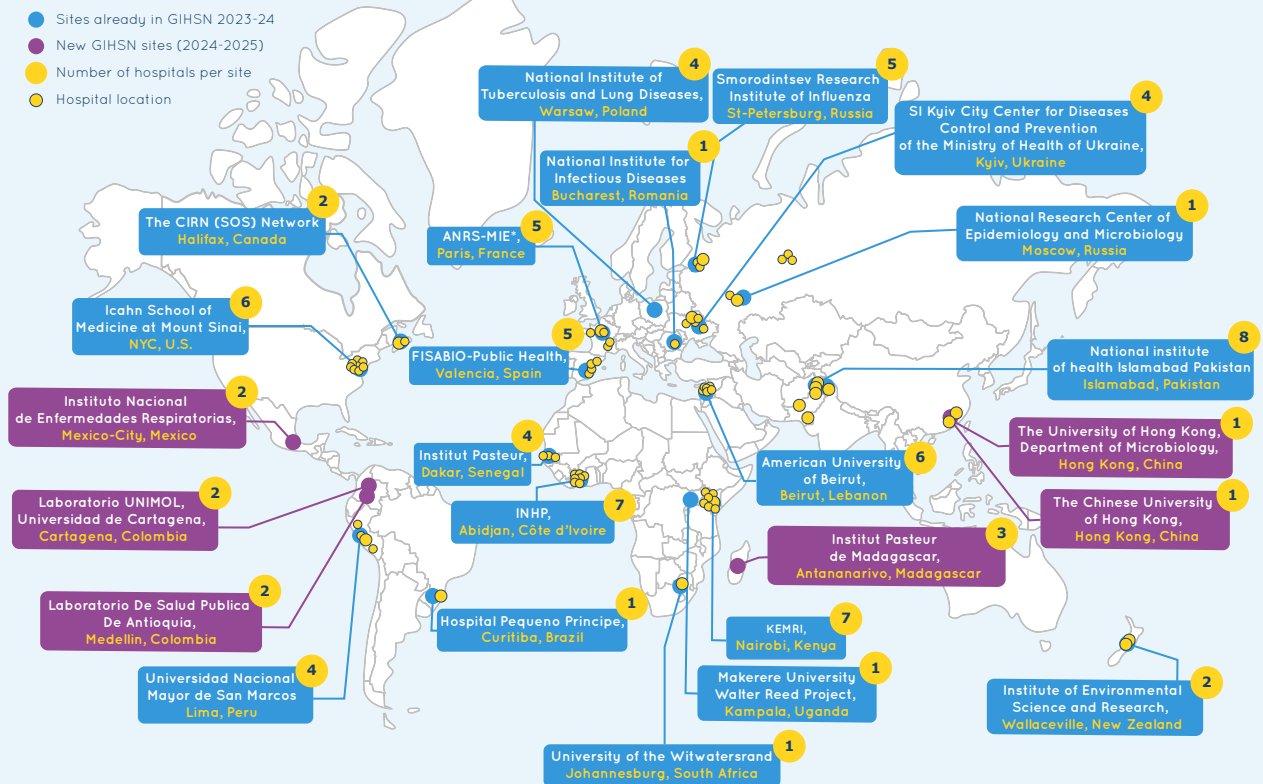 Sites already in GIHSN 2023-24
New GIHSN sites (2024-2025)
Number of hospitals per site
Hospital location
4
National Institute of
Tuberculosis and Lung Diseases,
Warsaw, Poland
5
Smorodintsev Research
Institute of Influenza
St-Petersburg, Russia
4
SI Kyiv City Center for Diseases
Control and Prevention
of the Ministry of Health of Ukraine,
Kyiv, Ukraine
1
National Institute for
Infectious Diseases
Bucharest, Romania
2
The CIRN (SOS) Network
Halifax, Canada
5
ANRS-MIE*,
Paris, France
1
National Research Center of
Epidemiology and Microbiology
Moscow, Russia
6
Icahn School of
Medicine at Mount Sinai,
NYC, U.S.
5
FISABIO-Public Health,
Valencia, Spain
8
National institute
of health Islamabad Pakistan
Islamabad, Pakistan
2
Instituto Nacional
de Enfermedades Respiratorias,
Mexico-City, Mexico
4
Institut Pasteur,
Dakar, Senegal
6
American University
of Beirut,
Beirut, Lebanon
1
The University of Hong Kong,
Department of Microbiology,
Hong Kong, China
2
Laboratorio UNIMOL,
Universidad de Cartagena,
Cartagena, Colombia
7
INHP,
Abidjan, Côte d'Ivoire
1
The Chinese University
of Hong Kong,
Hong Kong, China
3
Institut Pasteur
de Madagascar,
Antananarivo, Madagascar
2
Laboratorio De Salud Publica
De Antioquia,
Medellin, Colombia
1
Hospital Pequeno Principe,
Curitiba, Brazil
7
KEMRI,
Nairobi, Kenya
4
Universidad Nacional
Mayor de San Marcos
Lima, Peru
1
Makerere University
Walter Reed Project,
Kampala, Uganda
2
Institute of Environmental
Science and Research,
Wallaceville, New Zealand
1
University of the Witwatersrand
Johannesburg, South Africa